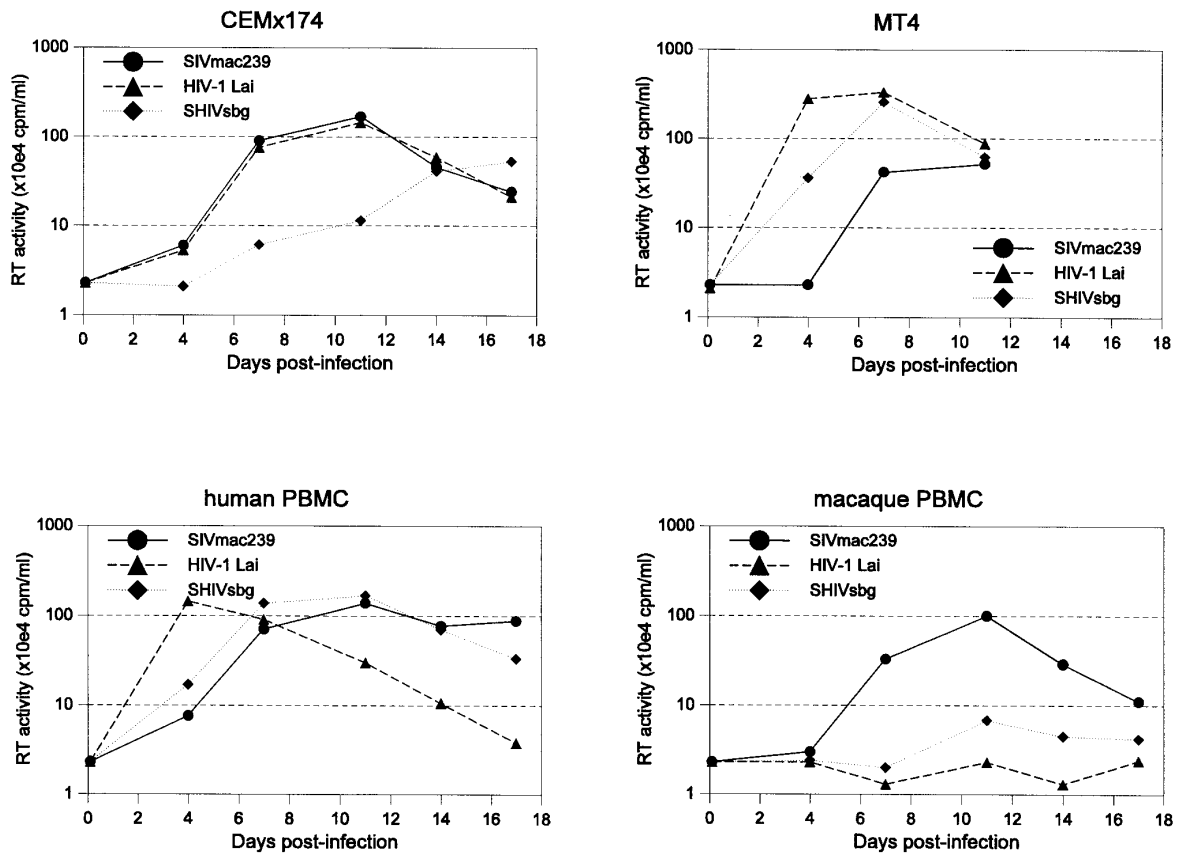 CEMx174
1000
100
10
1
RT activity (x10e4 cpm/ml)
SIVmac239
HIV-1 Lai
SHIVsbg
0 2 4 6 8 10 12 14 16 18
Days post-infection
MT4
1000
100
10
1
RT activity (x10e4 cpm/ml)
SIVmac239
HIV-1 Lai
SHIVsbg
0 2 4 6 8 10 12 14 16 18
Days post-infection
human PBMC
1000
100
10
1
RT activity (x10e4 cpm/ml)
SIVmac239
HIV-1 Lai
SHIVsbg
0 2 4 6 8 10 12 14 16 18
Days post-infection
macaque PBMC
1000
100
10
1
RT activity (x10e4 cpm/ml)
SIVmac239
HIV-1 Lai
SHIVsbg
0 2 4 6 8 10 12 14 16 18
Days post-infection